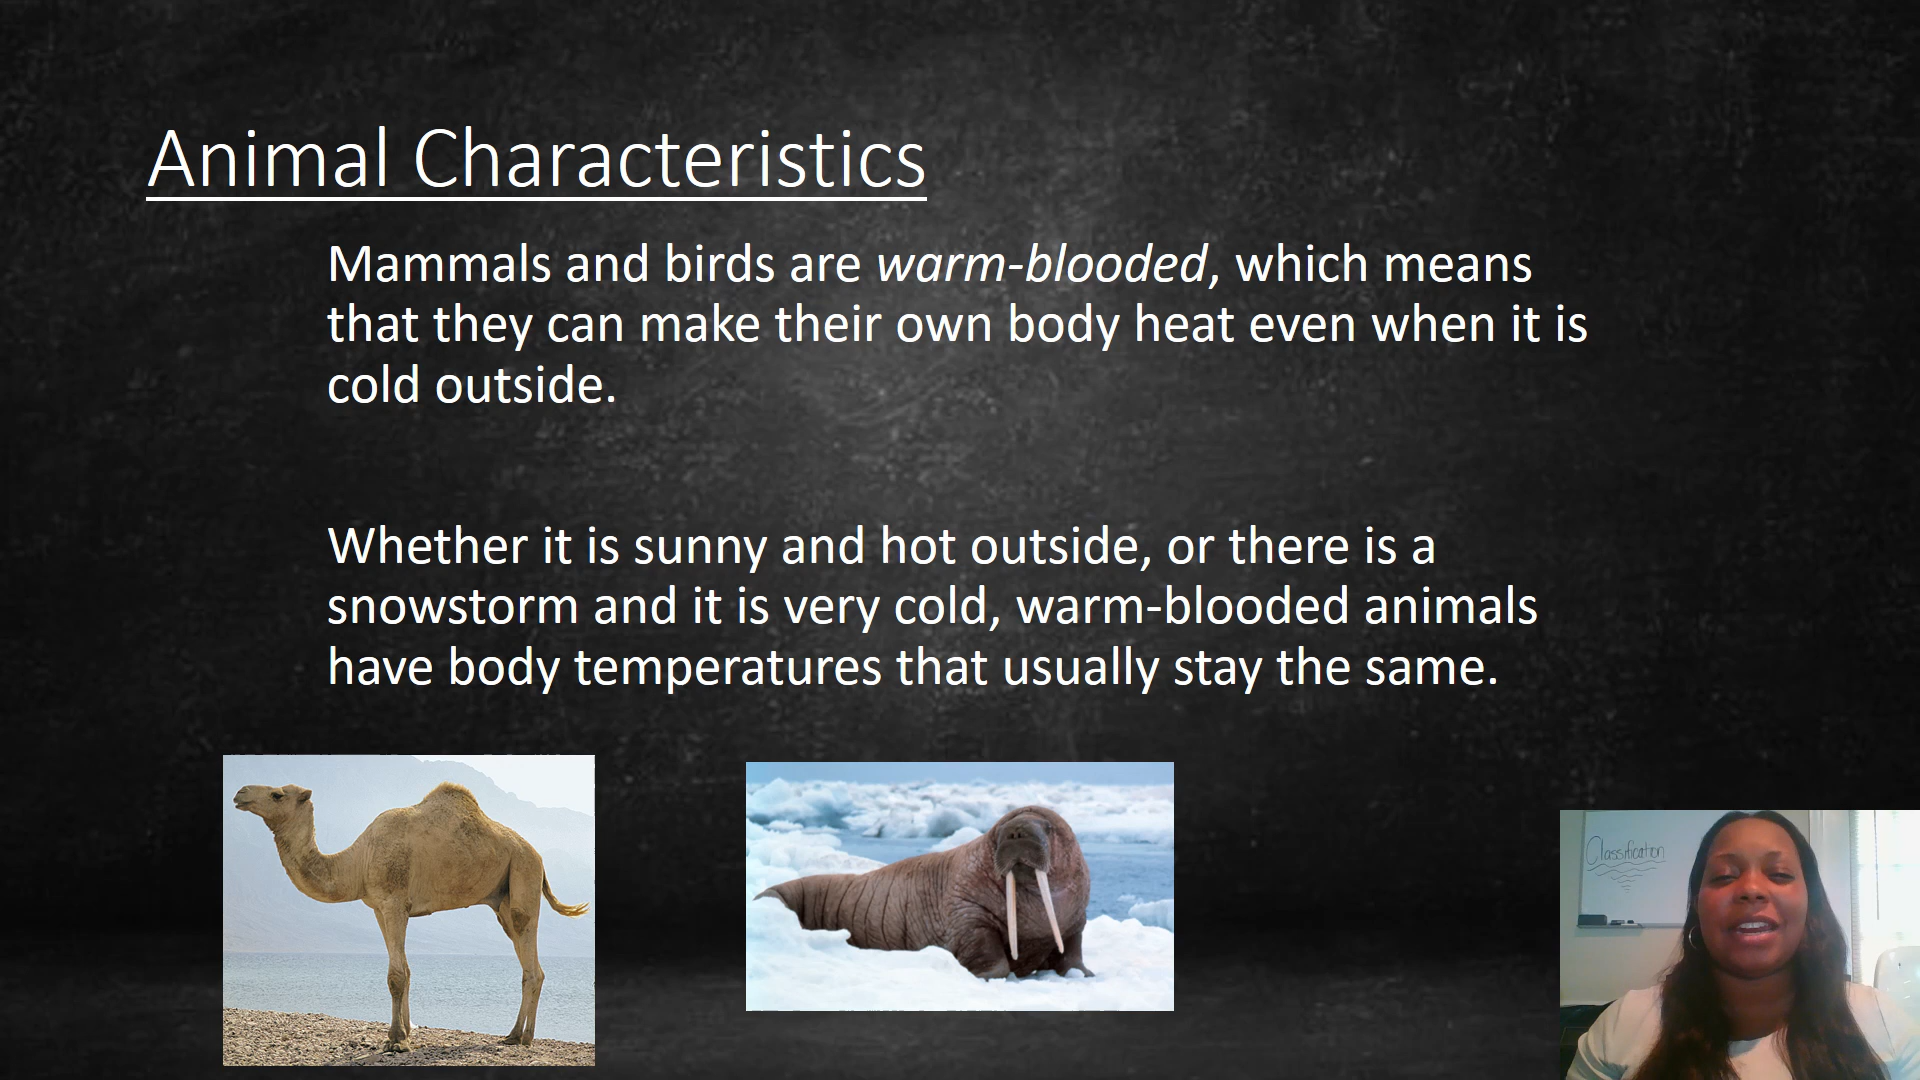 Animal Characteristics
Mammals and birds are warm-blooded, which means
that they can make their own body heat even when it is
cold outside.
Whether it is sunny and hot outside, or there is a
snowstorm and it is very cold, warm-blooded animals
have body temperatures that usually stay the same.
Classification